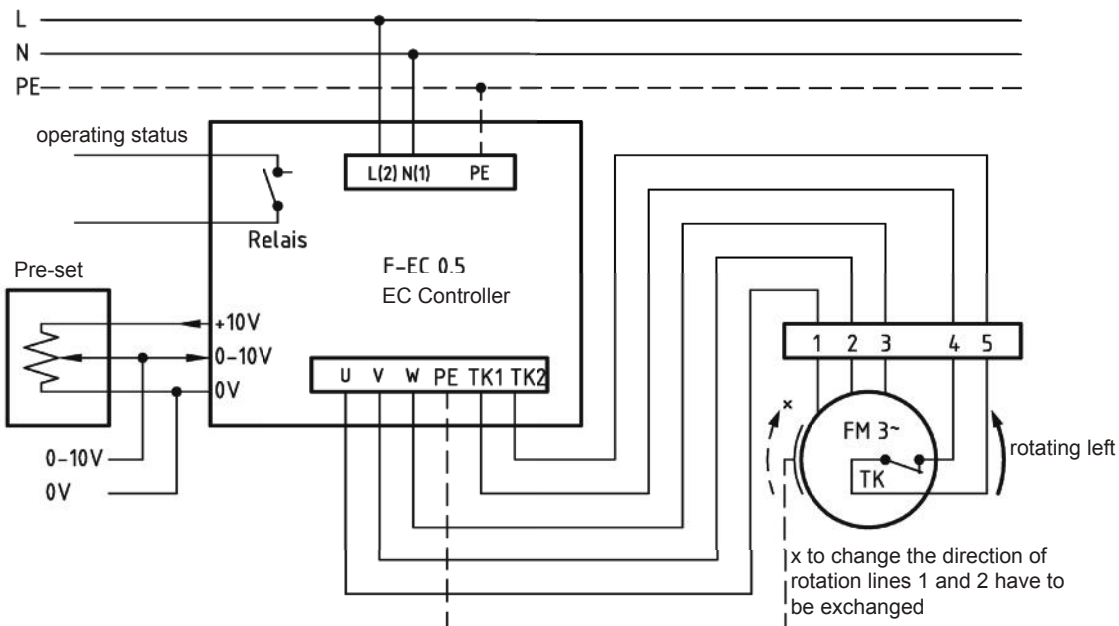 L
N
PE
operating status
L(2) N(1) PE
Relais
Pre-set
F-EC 0.5
EC Controller
+10V
0-10V
0V
U V W PE TK1 TK2
1 2 3 4 5
x
FM 3~
rotating left
TK
0-10V
0V
x to change the direction of
rotation lines 1 and 2 have to
be exchanged